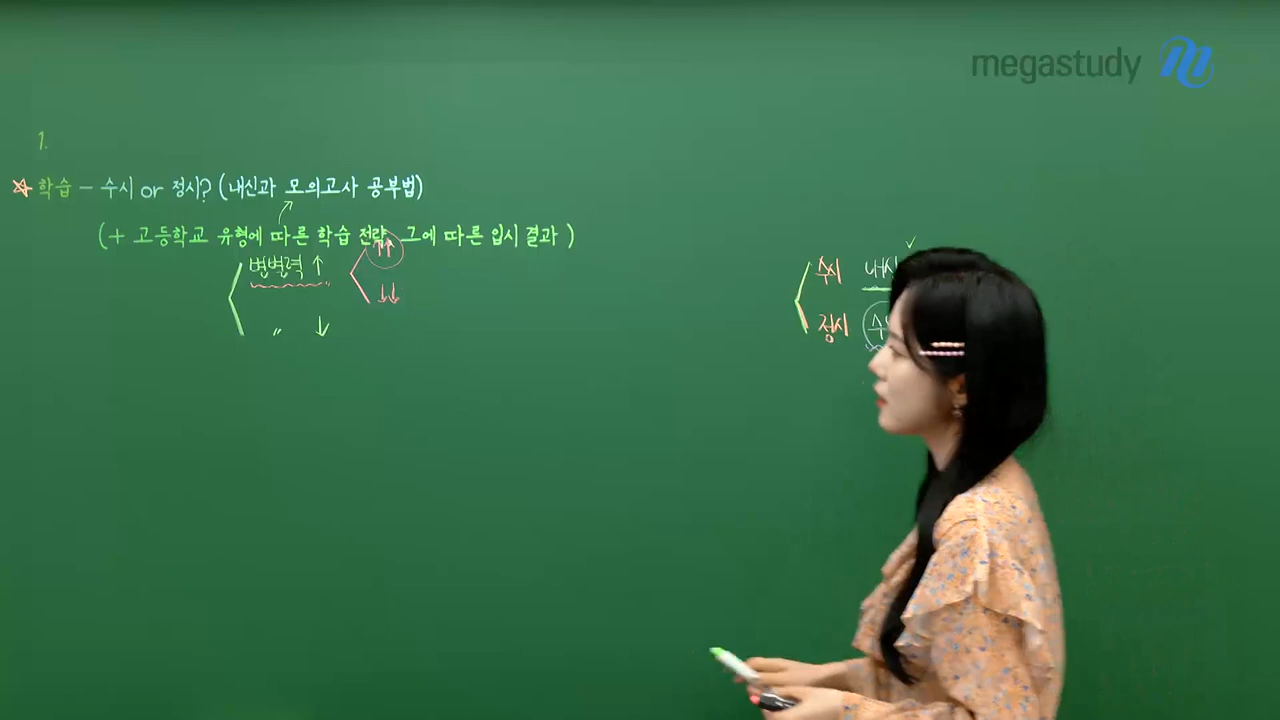 megastudy
1.
☆ 학습 - 수시 or 정시? (내신과 모의고사 공부법)
(+ 고등학교 유형에 따른 학습 전략, 그에 따른 입시 결과)
변별력 ↑ ↑↑
↓↓
〃 ↓
수시
정시